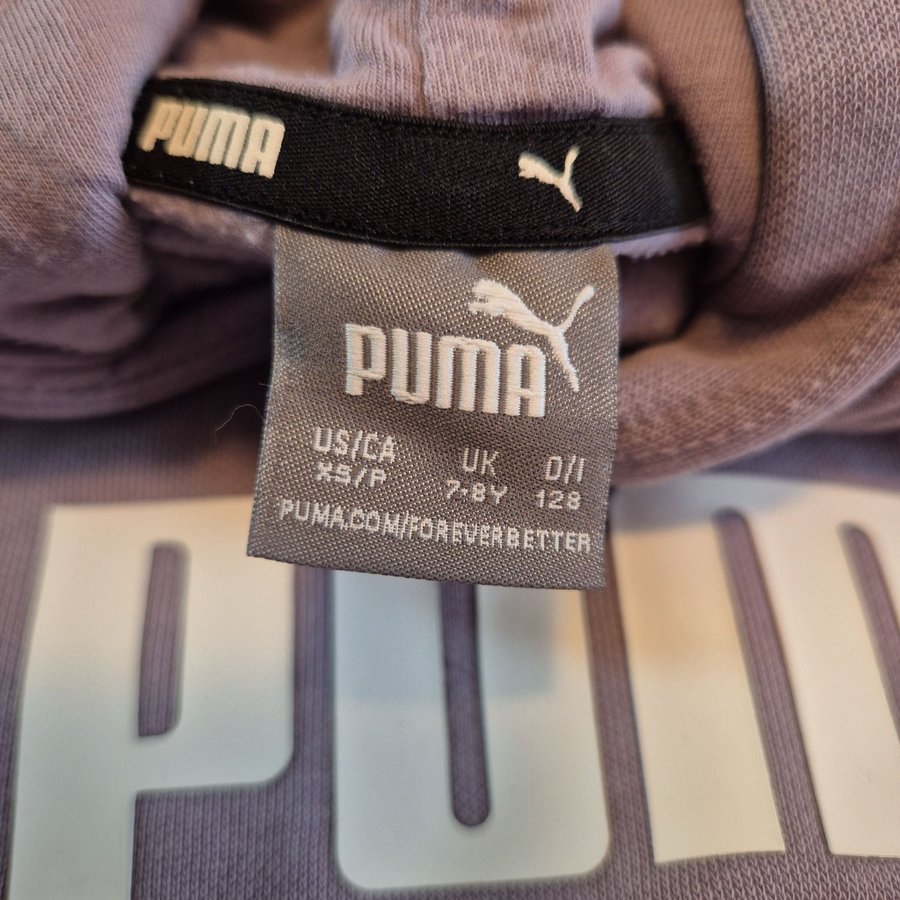 PUMA
PUMA
US/CA UK D/I
XS/P 7-8Y 128
PUMA.COM/FOREVERBETTER
PUM